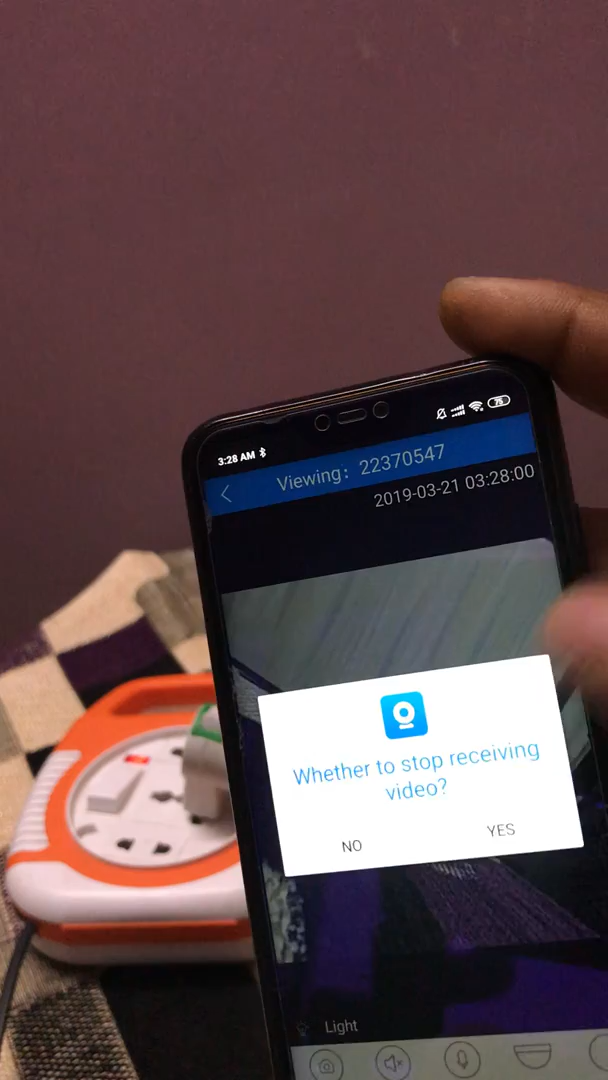 3:28 AM
75
Viewing: 22370547
2019-03-21 03:28:00
Whether to stop receiving
video?
NO
YES
Light